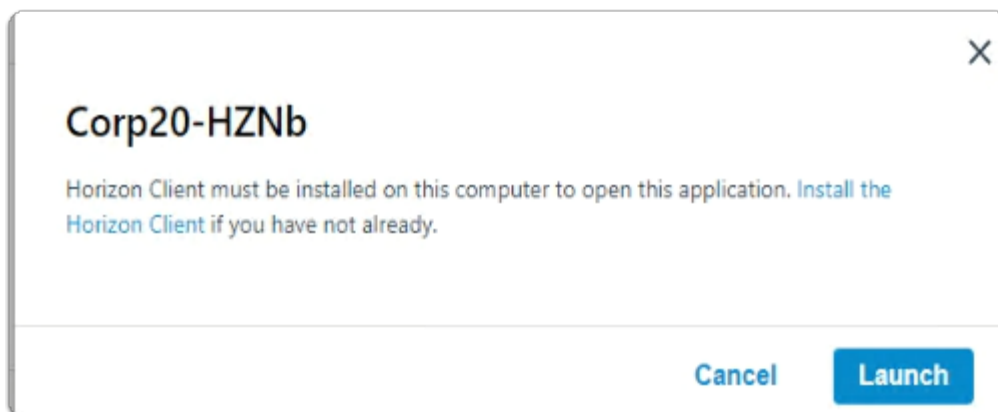 Corp20-HZNb
Horizon Client must be installed on this computer to open this application. Install the
Horizon Client if you have not already.
Cancel
Launch